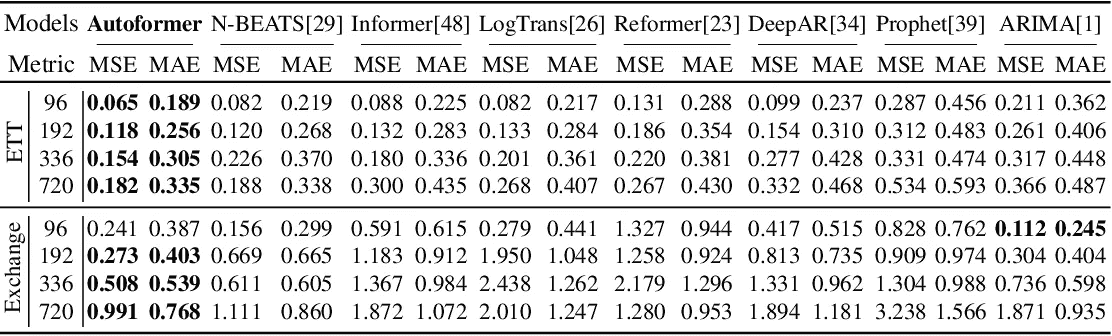 Models Autoformer N-BEATS[29] Informer[48] LogTrans[26] Reformer[23] DeepAR[34] Prophet[39] ARIMA[1]
Metric MSE MAE MSE MAE MSE MAE MSE MAE MSE MAE MSE MAE MSE MAE MSE MAE
ETT
96 0.065 0.189 0.082 0.219 0.088 0.225 0.082 0.217 0.131 0.288 0.099 0.237 0.287 0.456 0.211 0.362
192 0.118 0.256 0.120 0.268 0.132 0.283 0.133 0.284 0.186 0.354 0.154 0.310 0.312 0.483 0.261 0.406
336 0.154 0.305 0.226 0.370 0.180 0.336 0.201 0.361 0.220 0.381 0.277 0.428 0.331 0.474 0.317 0.448
720 0.182 0.335 0.188 0.338 0.300 0.435 0.268 0.407 0.267 0.430 0.332 0.468 0.534 0.593 0.366 0.487
Exchange
96 0.241 0.387 0.156 0.299 0.591 0.615 0.279 0.441 1.327 0.944 0.417 0.515 0.828 0.762 0.112 0.245
192 0.273 0.403 0.669 0.665 1.183 0.912 1.950 1.048 1.258 0.924 0.813 0.735 0.909 0.974 0.304 0.404
336 0.508 0.539 0.611 0.605 1.367 0.984 2.438 1.262 2.179 1.296 1.331 0.962 1.304 0.988 0.736 0.598
720 0.991 0.768 1.111 0.860 1.872 1.072 2.010 1.247 1.280 0.953 1.894 1.181 3.238 1.566 1.871 0.935